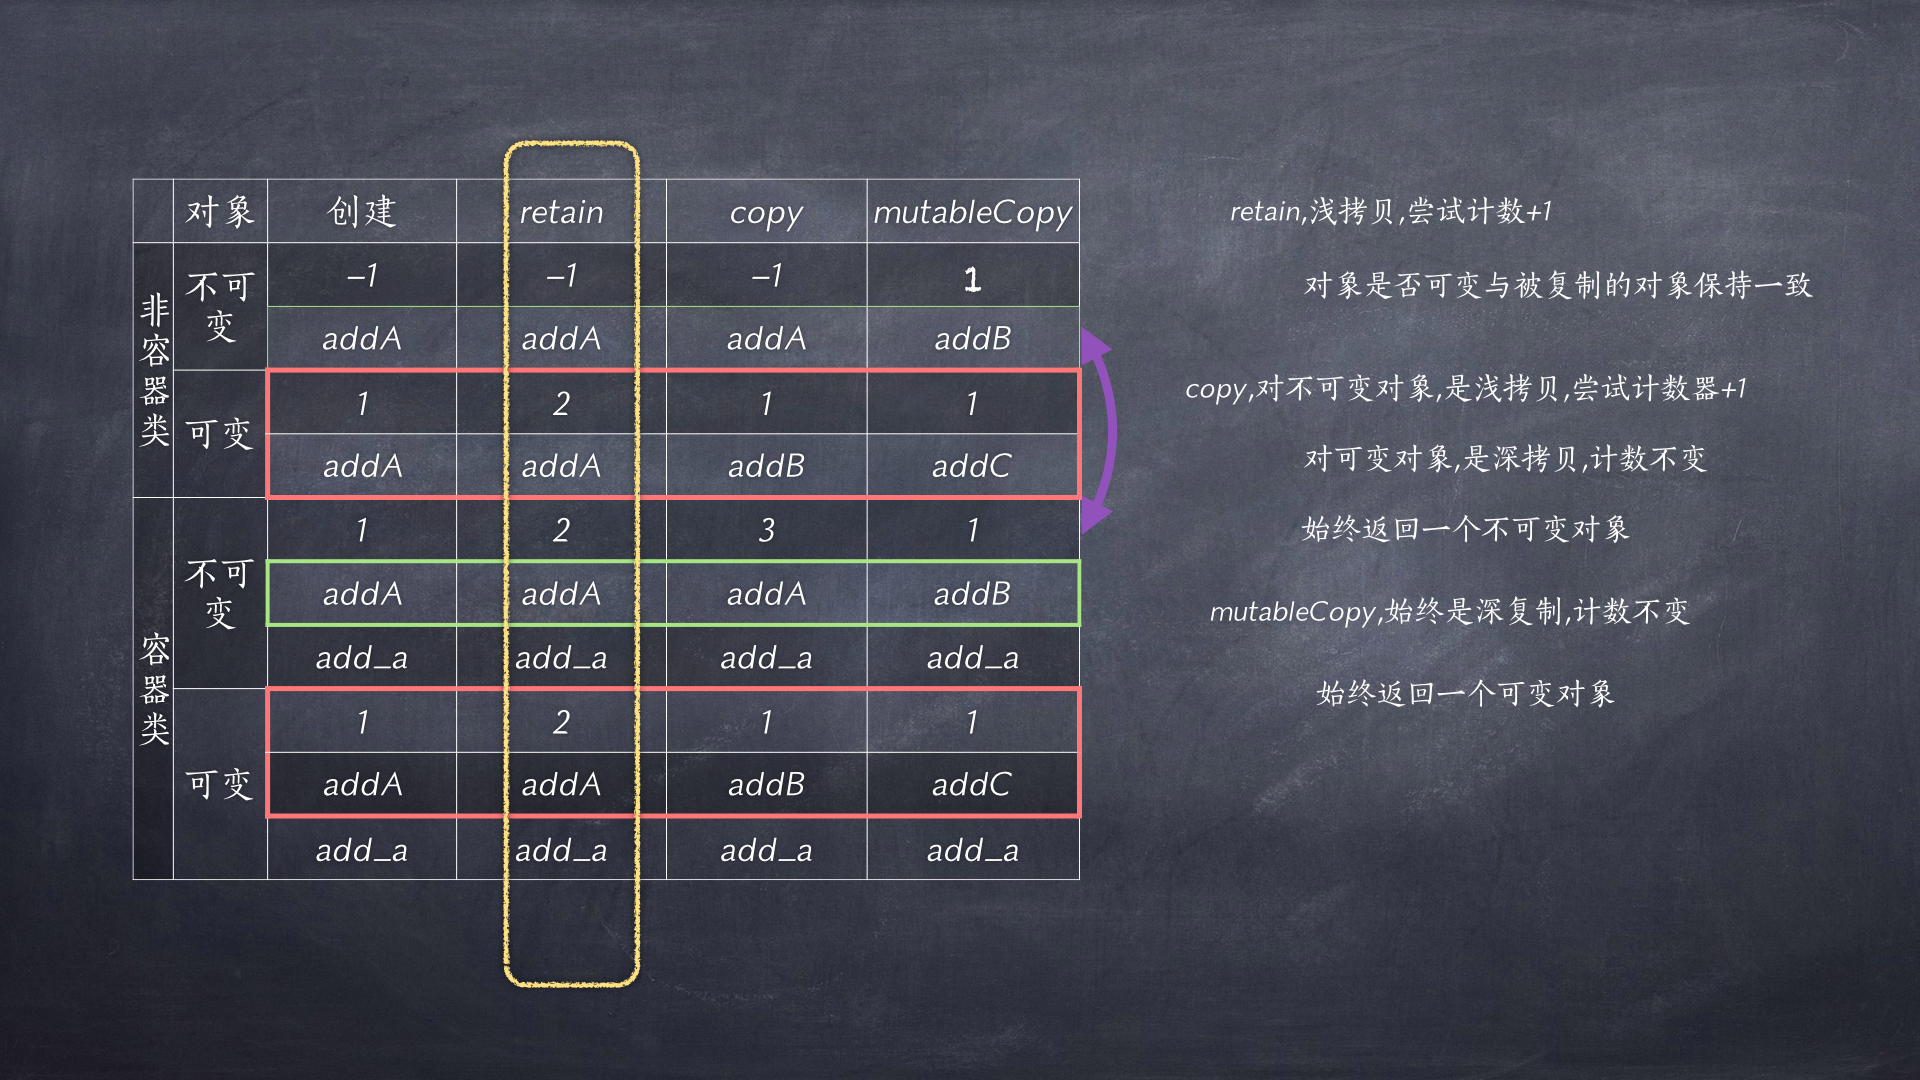 对象 创建 retain copy mutableCopy
非容器类
不可变
-1 -1 -1 1
addA addA addA addB
可变
1 2 1 1
addA addA addB addC
容器类
不可变
1 2 3 1
addA addA addA addB
add_a add_a add_a add_a
可变
1 2 1 1
addA addA addB addC
add_a add_a add_a add_a
retain,浅拷贝,尝试计数+1
对象是否可变与被复制的对象保持一致
copy,对不可变对象,是浅拷贝,尝试计数器+1
对可变对象,是深拷贝,计数不变
始终返回一个不可变对象
mutableCopy,始终是深复制,计数不变
始终返回一个可变对象